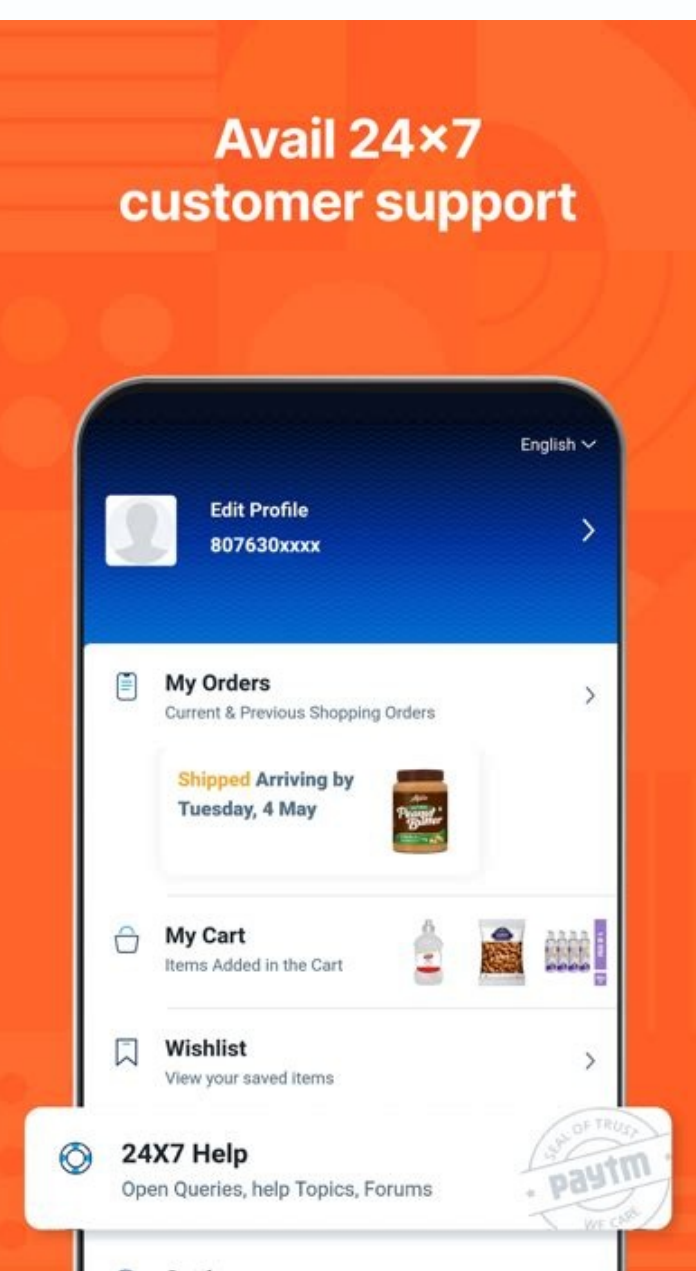 Avail 24×7
customer support
English
Edit Profile
807630xxxx
My Orders
Current & Previous Shopping Orders
Shipped Arriving by
Tuesday, 4 May
Peanut
Butter
My Cart
Items Added in the Cart
Wishlist
View your saved items
24X7 Help
Open Queries, help Topics, Forums
SEAL OF TRUST
paytm
WE CARE